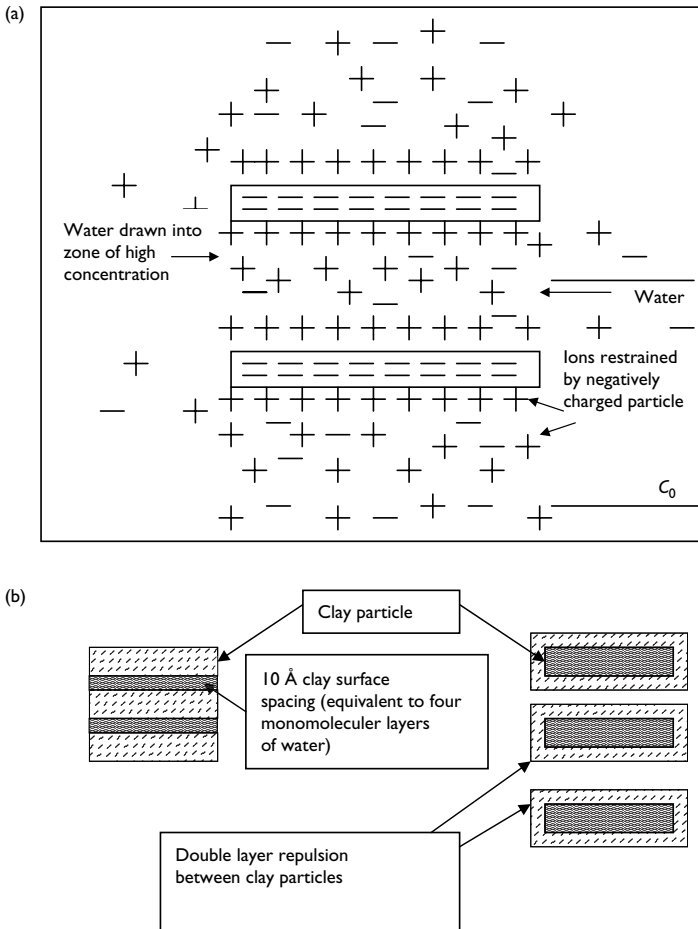 (a)
Water drawn into
zone of high
concentration
Water
Ions restrained
by negatively
charged particle
C0
(b)
Clay particle
10 Å clay surface
spacing (equivalent to four
monomoleculer layers
of water)
Double layer repulsion
between clay particles